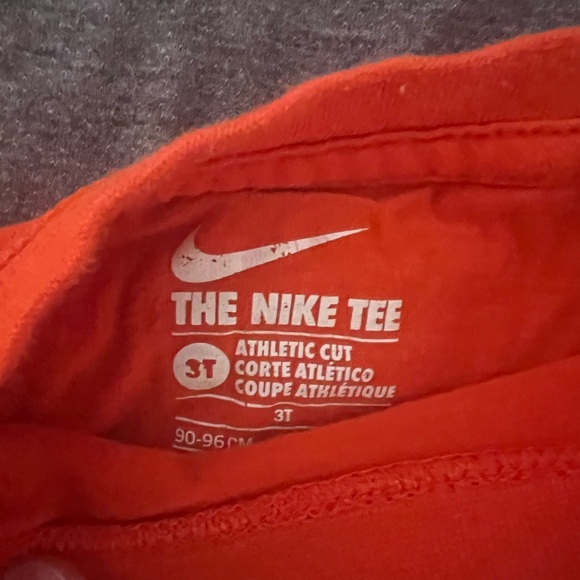 THE NIKE TEE
3T
ATHLETIC CUT
CORTE ATLÉTICO
COUPE ATHLÉTIQUE
3T
90-96 CM